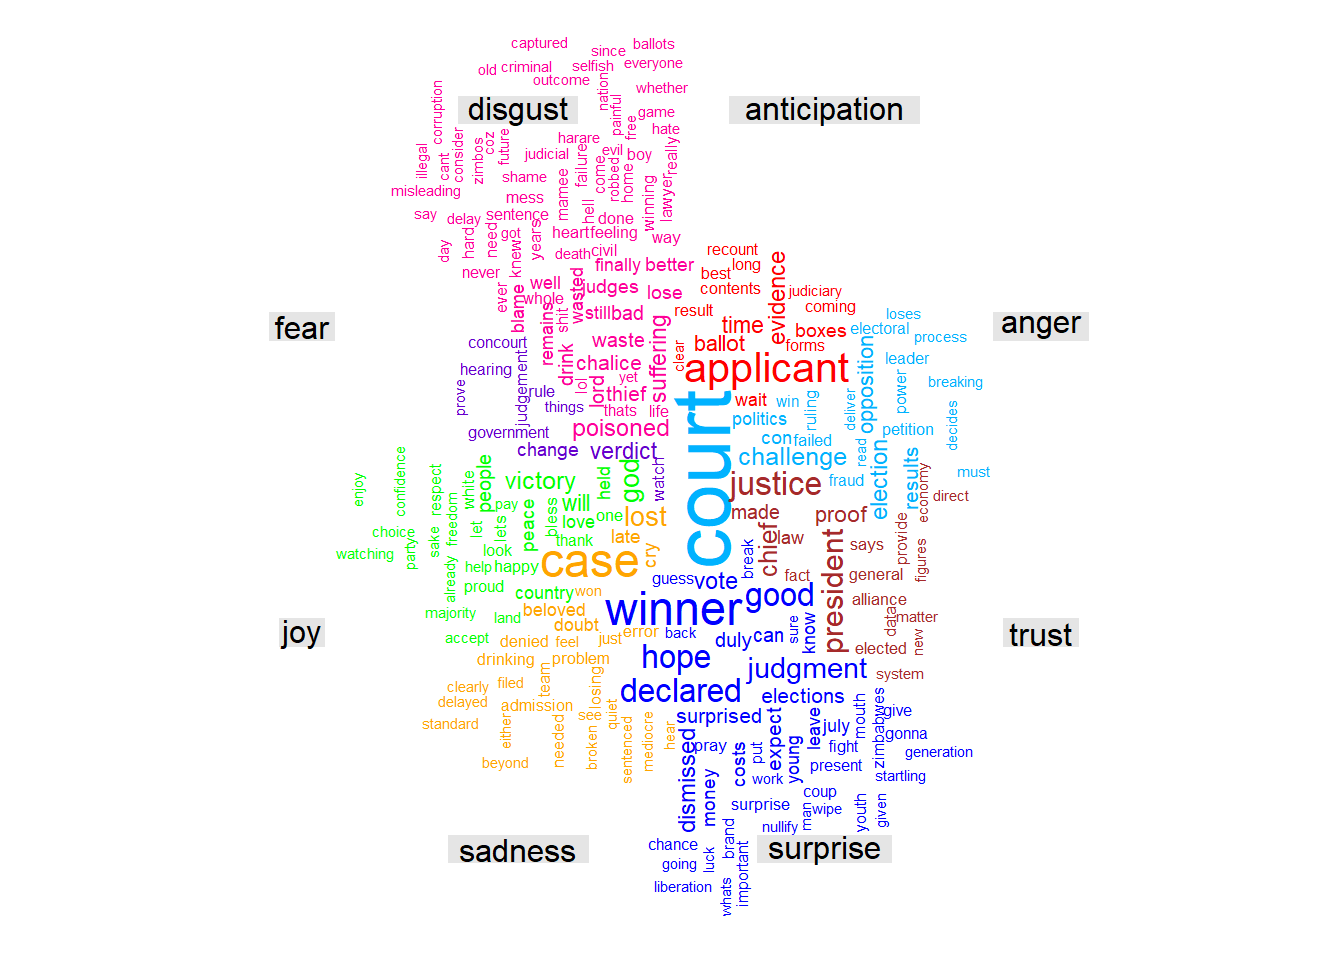 captured
since
ballots
old
criminal
selfish
everyone
outcome
nation
whether
disgust
anticipation
corruption
painful
game
free
hate
illegal
cant
consider
zimbos
coz
future
harare
judicial
failure
evil
boy
really
come
robbed
home
misleading
shame
mamee
mess
hell
winning
lawyer
say
delay
sentence
done
day
hard
need
got
years
heart
feeling
way
knew
death
civil
recount
never
finally
better
best
long
evidence
ever
well
whole
judges
wasted
lose
contents
judiciary
blame
shit
still
bad
result
coming
fear
remains
time
boxes
electoral
loses
anger
concourt
waste
suffering
ballot
forms
opposition
process
hearing
drink
chalice
clear
applicant
leader
judgement
yet
power
breaking
prove
rule
lol
lord
thief
things
thats
life
wait
win
ruling
deliver
government
poisoned
court
politics
petition
decides
change
verdict
con
failed
read
election
results
watch
challenge
must
enjoy
confidence
respect
white
people
victory
held
god
justice
fraud
economy
direct
pay
will
choice
sake
freedom
let
lets
peace
bless
love
one
lost
made
proof
watching
party
look
thank
late
chief
law
president
says
provide
already
help
happy
case
cry
break
figures
proud
guess
vote
fact
general
country
won
good
alliance
majority
land
beloved
winner
data
matter
joy
accept
doubt
denied
feel
just
error
back
duly
can
sure
know
new
trust
drinking
problem
hope
elected
judgment
system
clearly
filed
team
losing
declared
elections
delayed
admission
see
quiet
surprised
expect
leave
july
mouth
zimbabwes
give
standard
either
needed
broken
sentenced
mediocre
hear
dismissed
pray
costs
put
young
fight
gonna
generation
beyond
money
work
present
startling
surprise
coup
man
wipe
youth
given
nullify
sadness
surprise
chance
luck
brand
going
important
liberation
whats